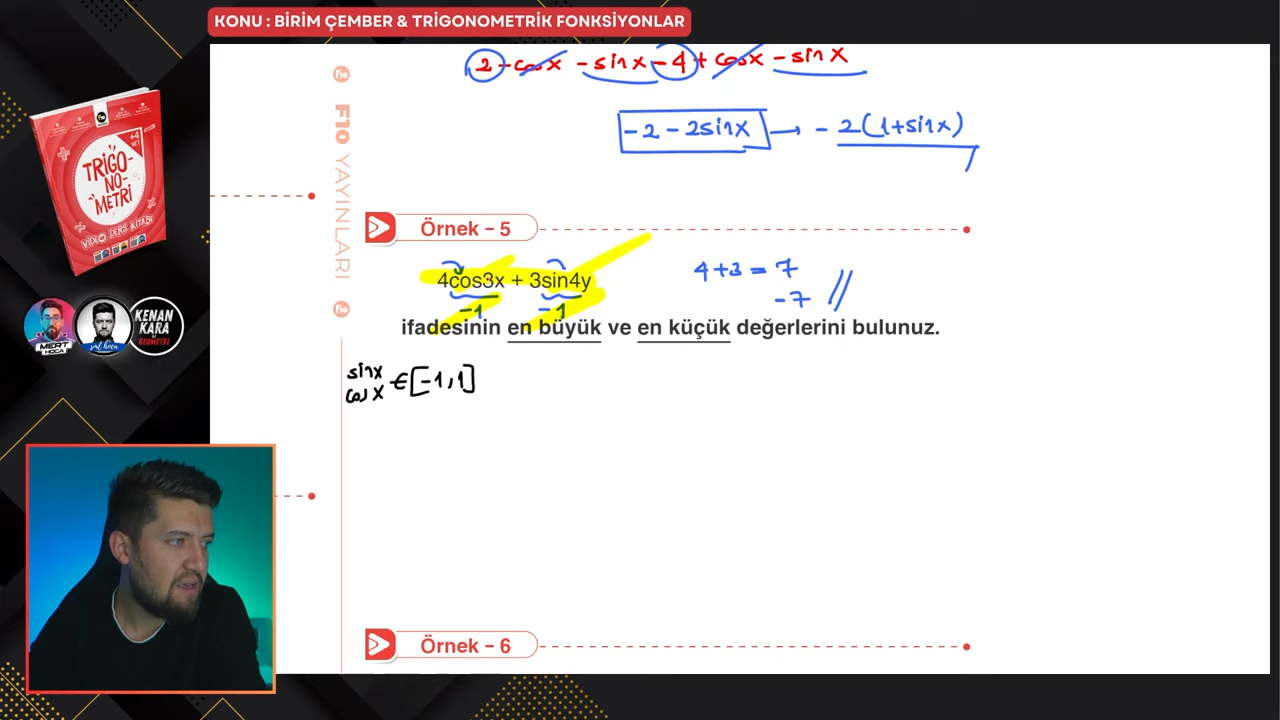 KONU : BİRİM ÇEMBER & TRİGONOMETRİK FONKSİYONLAR
2 - cosx - sinx - 4 + cosx - sinx
-2 - 2sinx → - 2(1+sinx)
+4 NET
TRİGO-
NO-
METRİ
VİDEO DERS KİTABI
F10 YAYINLARI
Örnek - 5
4cos3x + 3sin4y
-1 -1
4+3 = 7
-7
ifadesinin en büyük ve en küçük değerlerini bulunuz.
sinx
cosx ∈ [-1,1]
MERT
HOCA
KENAN
KARA
GEOMETRİ
Örnek - 6